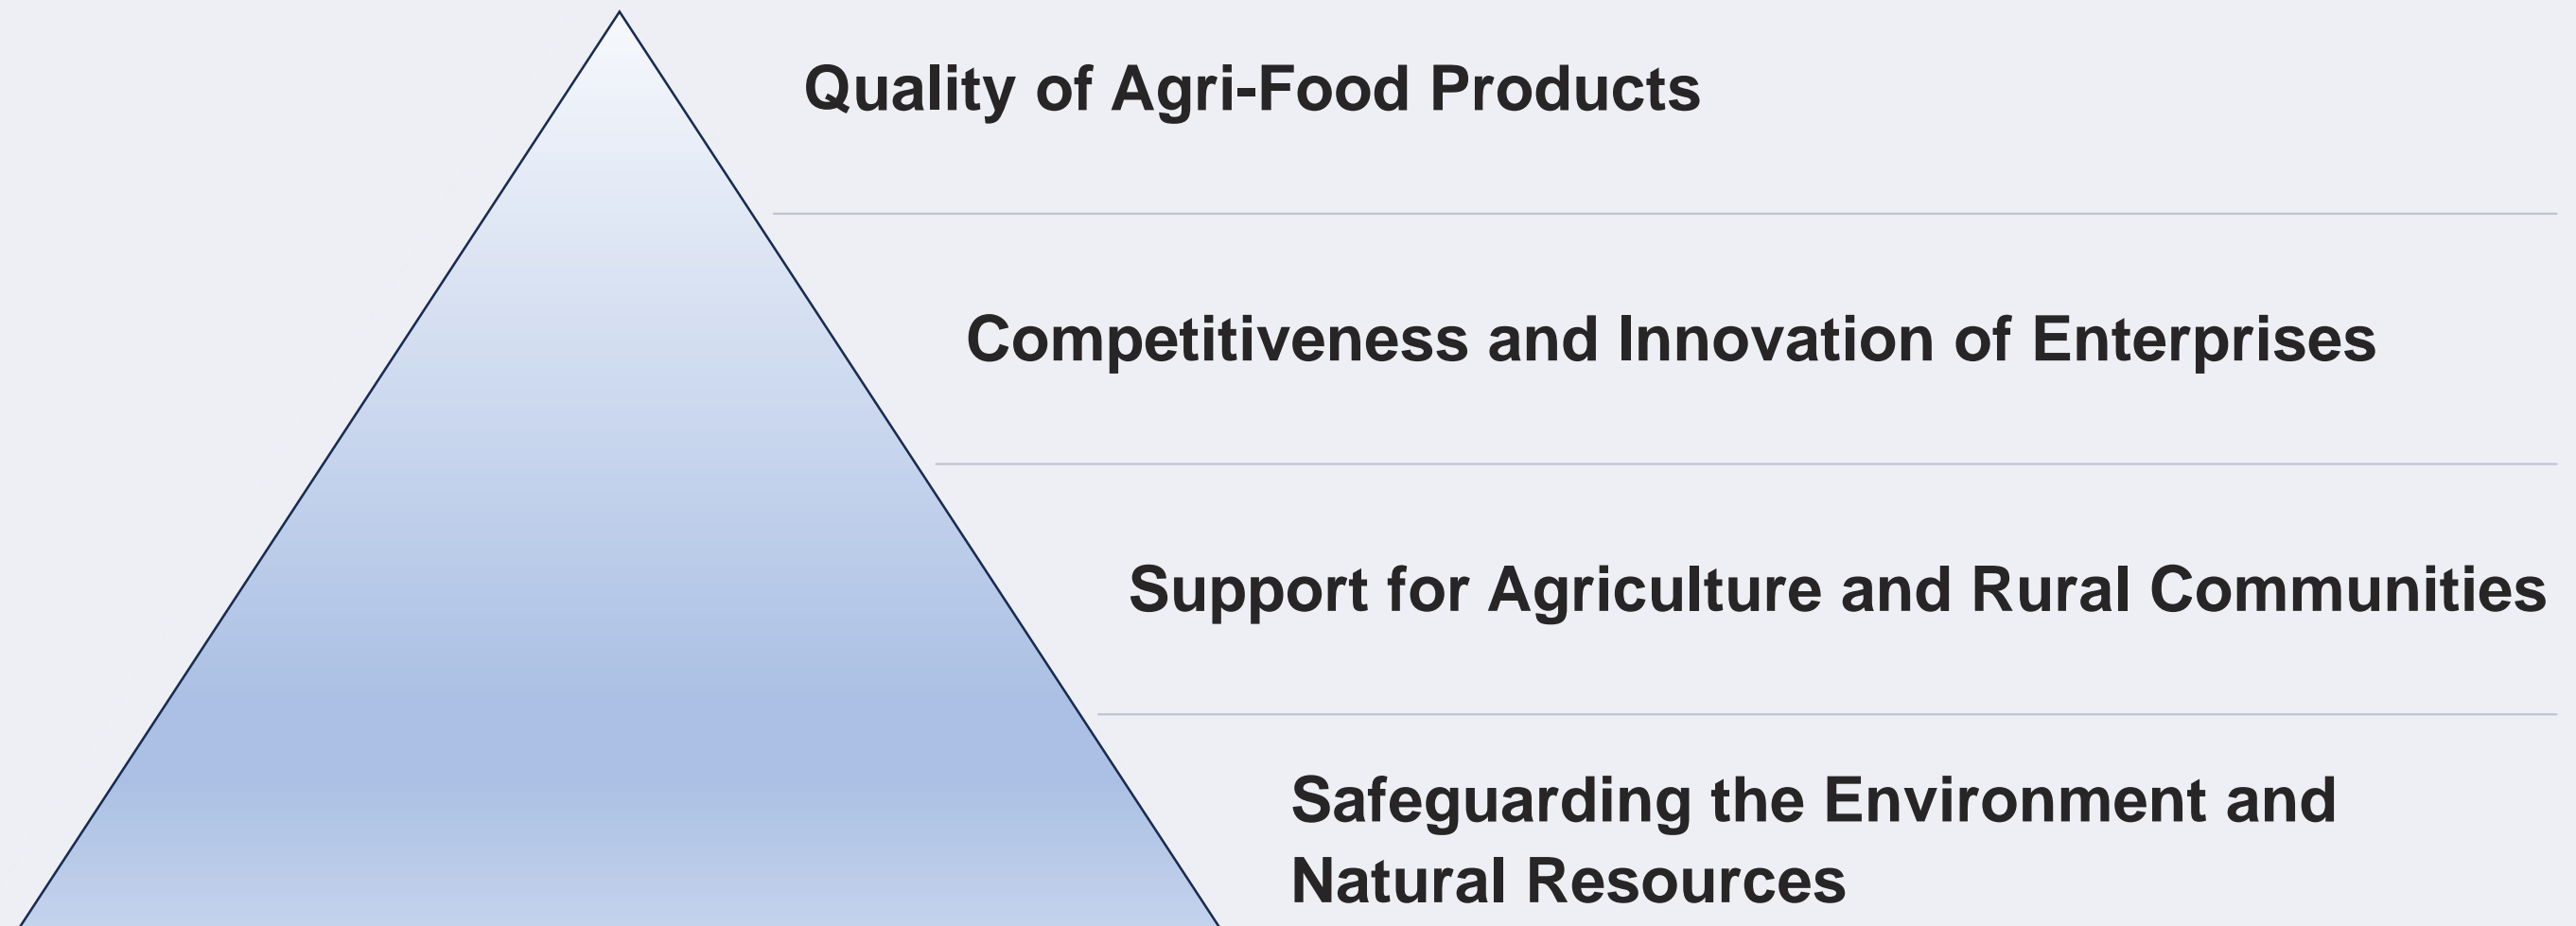 Quality of Agri-Food Products
Competitiveness and Innovation of Enterprises
Support for Agriculture and Rural Communities
Safeguarding the Environment and
Natural Resources